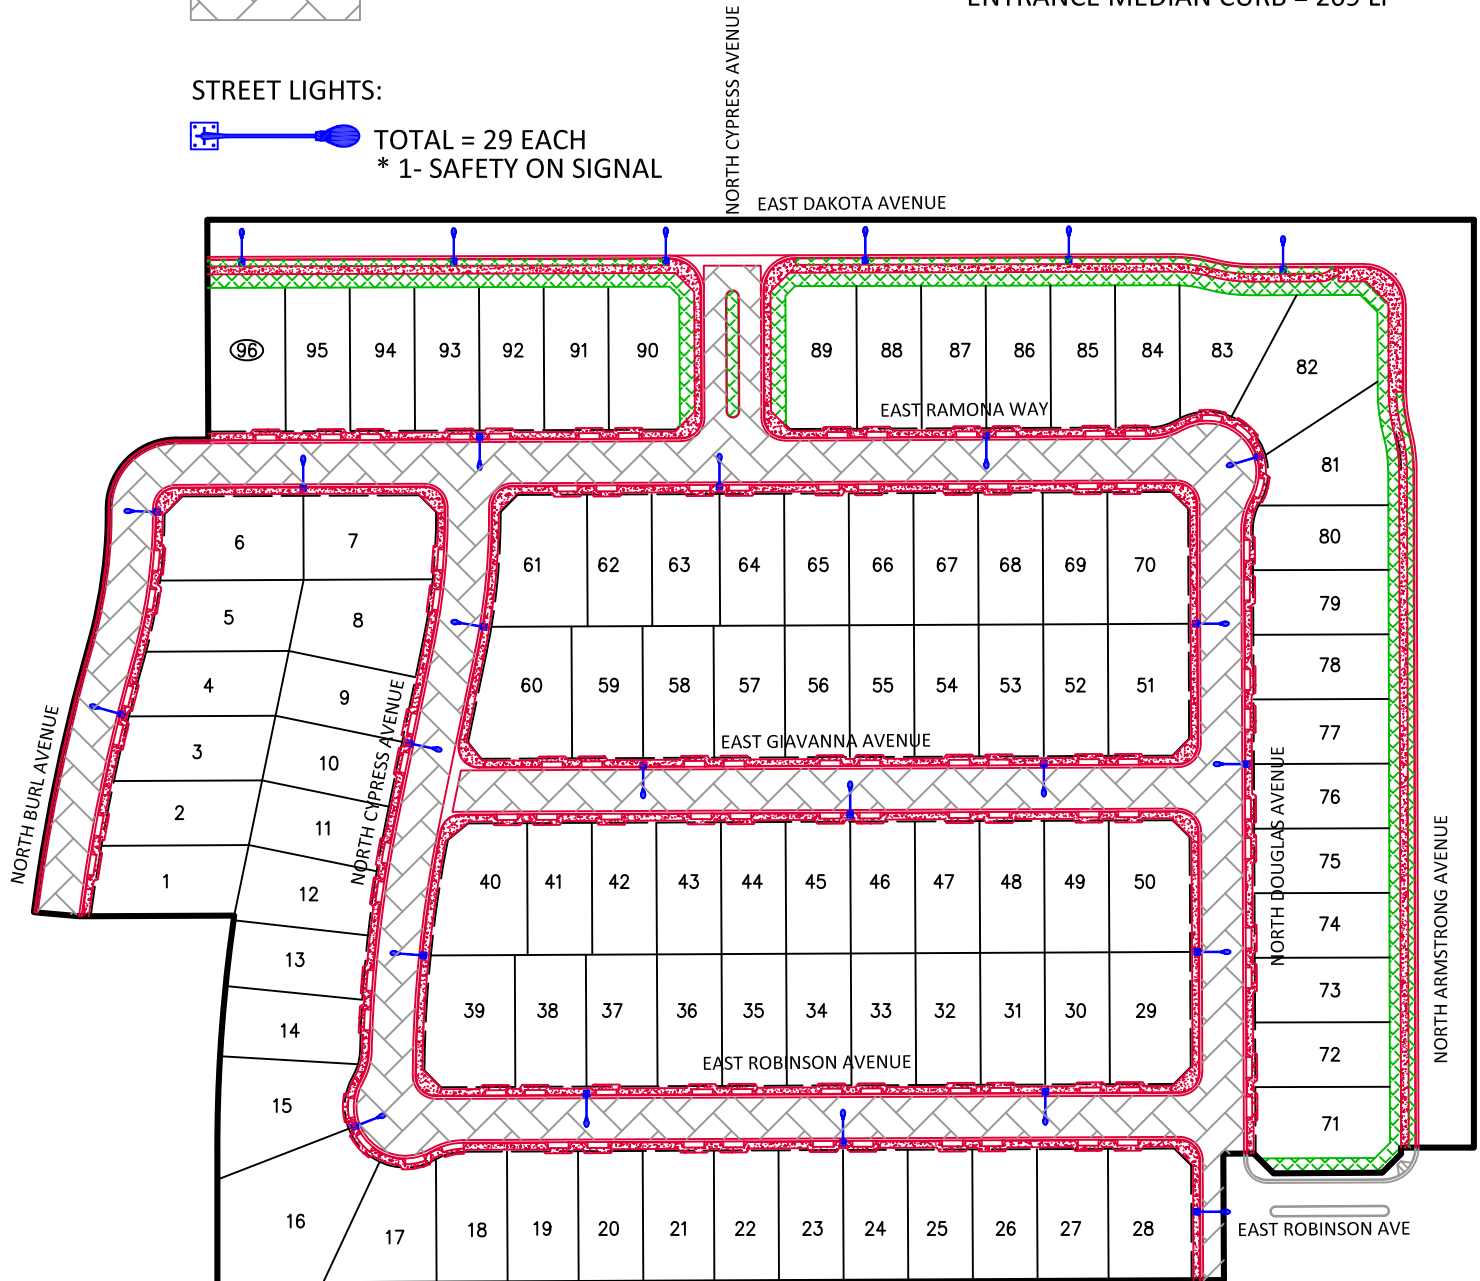 ENTRANCE MEDIAN CURB = 209 LF
STREET LIGHTS:
TOTAL = 29 EACH
* 1- SAFETY ON SIGNAL
NORTH CYPRESS AVENUE
EAST DAKOTA AVENUE
96 95 94 93 92 91 90 89 88 87 86 85 84 83 82
EAST RAMONA WAY
81
6 7 61 62 63 64 65 66 67 68 69 70 80
5 8 79
4 9 60 59 58 57 56 55 54 53 52 51 78
NORTH BURL AVENUE
3 10 NORTH CYPRESS AVENUE
EAST GIAVANNA AVENUE
77
2 11 76
NORTH DOUGLAS AVENUE
NORTH ARMSTRONG AVENUE
1 12 40 41 42 43 44 45 46 47 48 49 50 75
74
13 73
14 39 38 37 36 35 34 33 32 31 30 29 72
EAST ROBINSON AVENUE
15 71
16 17 18 19 20 21 22 23 24 25 26 27 28
EAST ROBINSON AVE